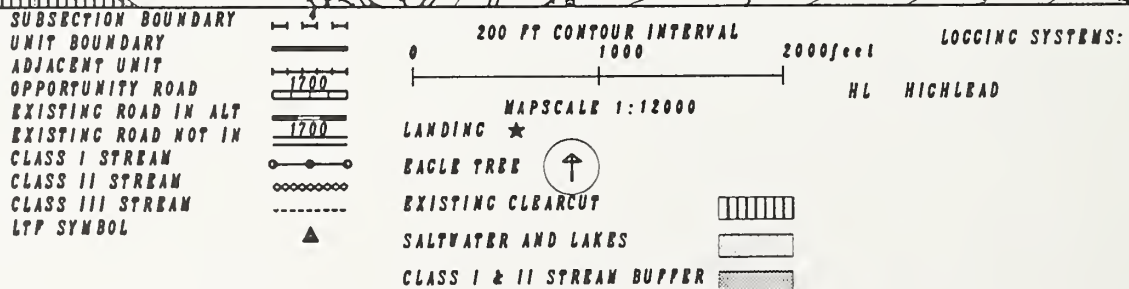 SUBSECTION BOUNDARY
UNIT BOUNDARY
ADJACENT UNIT
OPPORTUNITY ROAD 1700
EXISTING ROAD IN ALT
EXISTING ROAD NOT IN 1700
CLASS I STREAM
CLASS II STREAM
CLASS III STREAM
LTF SYMBOL
200 FT CONTOUR INTERVAL
0 1000 2000feet
MAPSCALE 1:12000
LANDING
EAGLE TREE
EXISTING CLEARCUT
SALTWATER AND LAKES
CLASS I & II STREAM BUFFER
LOGGING SYSTEMS:
HL HIGHLEAD